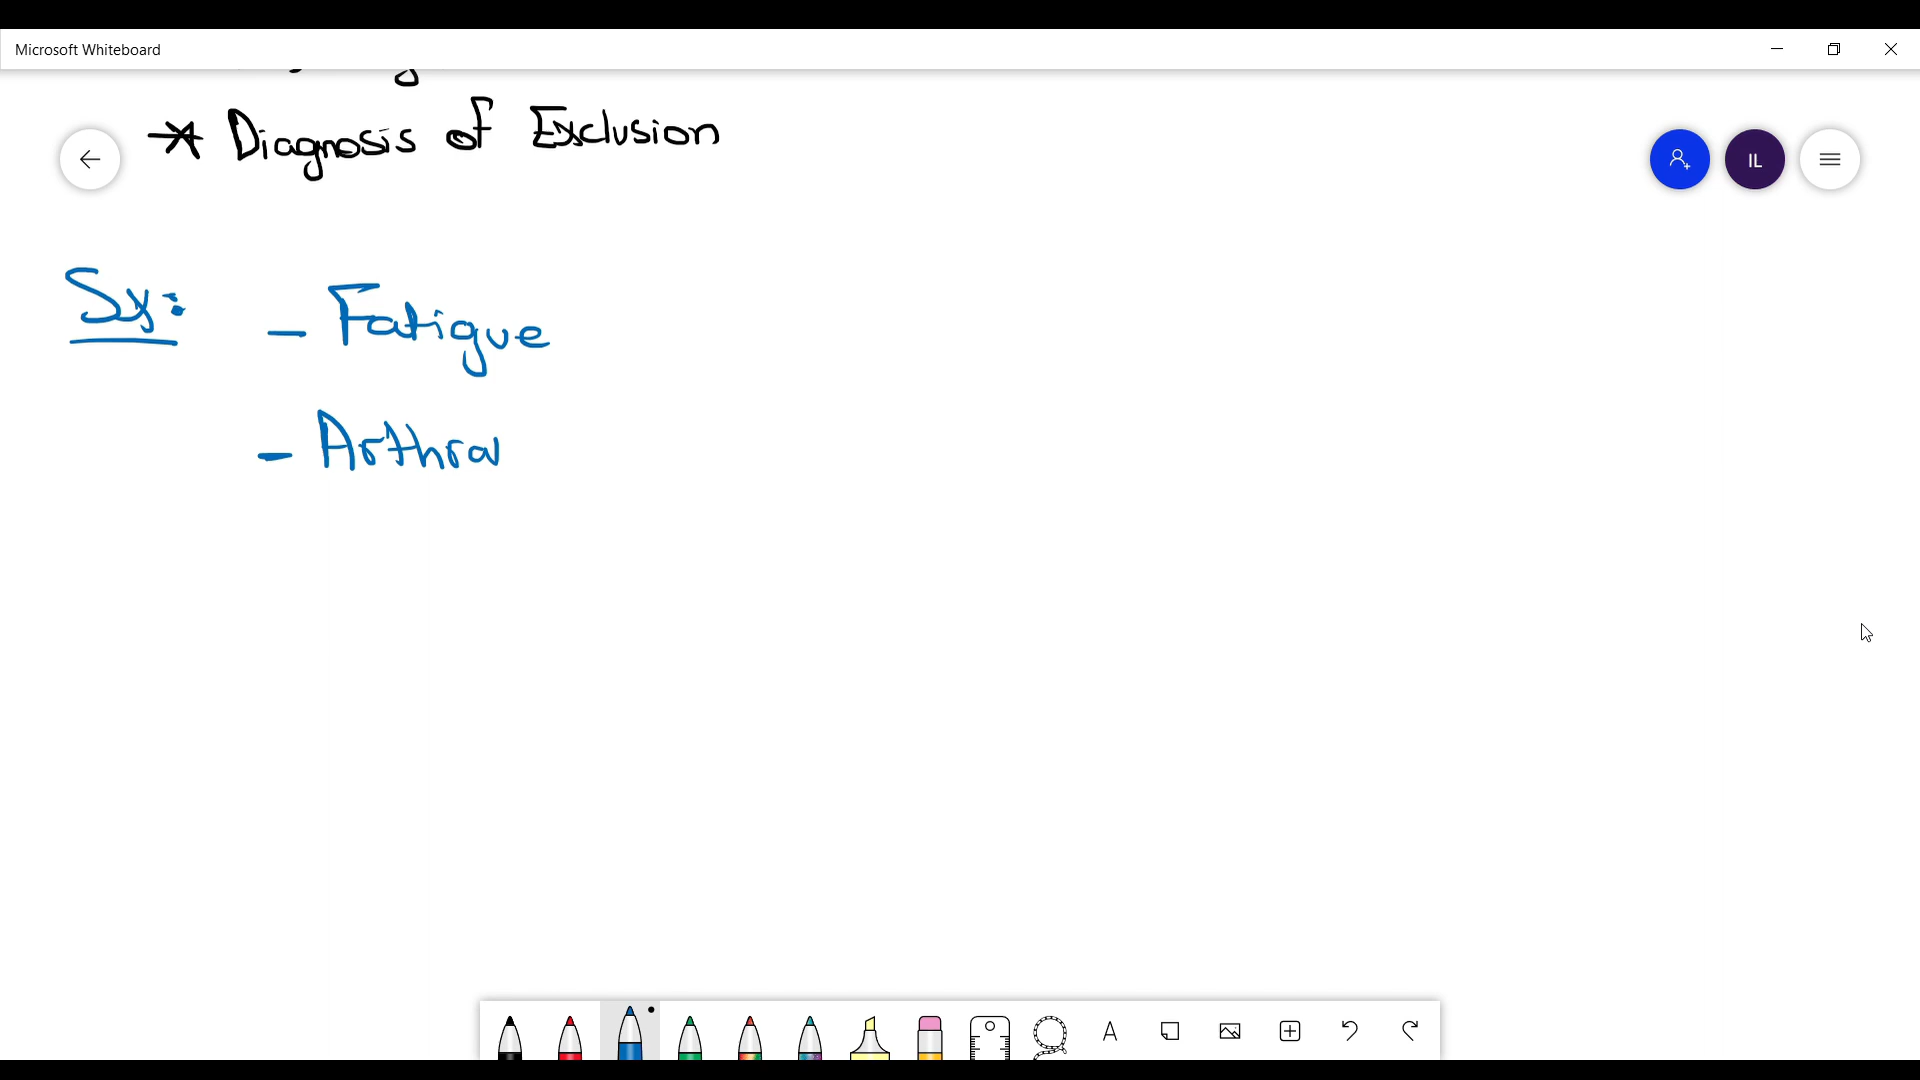 Microsoft Whiteboard
* Diagnosis of Exclusion
IL
Sx:
- Fatigue
- Arthra
A